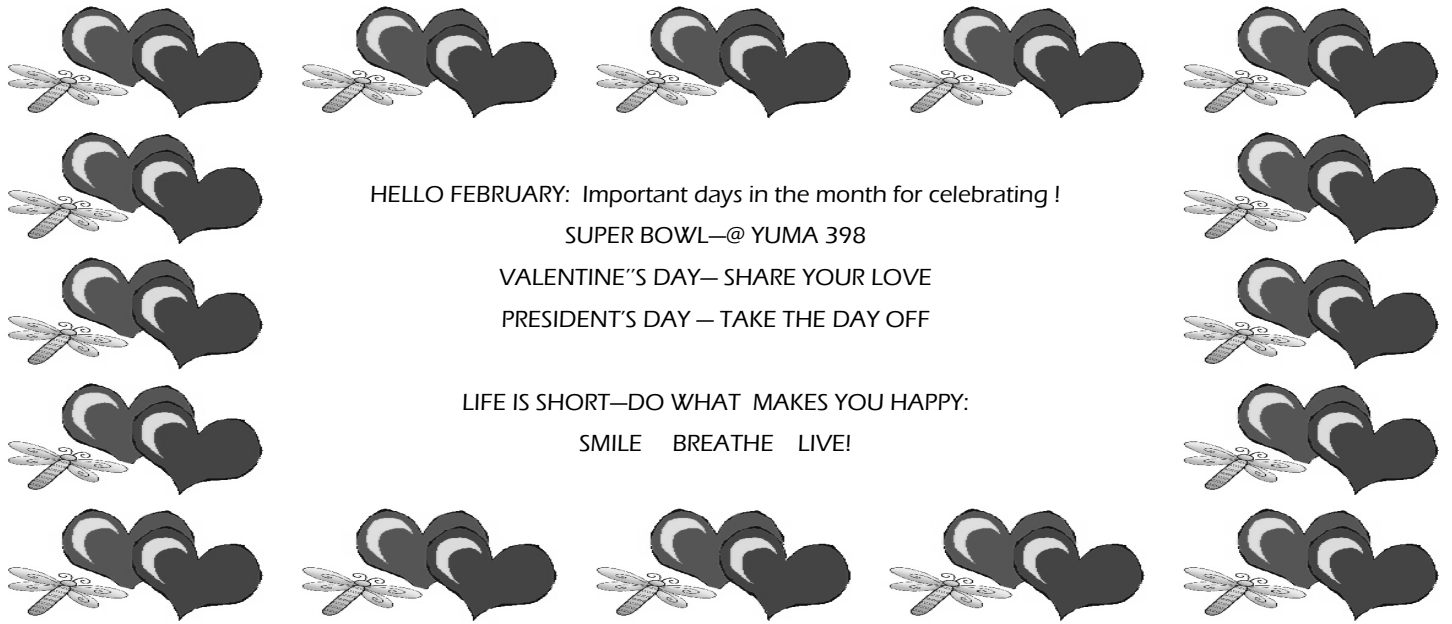 HELLO FEBRUARY:  Important days in the month for celebrating !
SUPER BOWL—@ YUMA 398
VALENTINE''S DAY— SHARE YOUR LOVE
PRESIDENT'S DAY — TAKE THE DAY OFF
LIFE IS SHORT—DO WHAT  MAKES YOU HAPPY:
SMILE    BREATHE   LIVE!